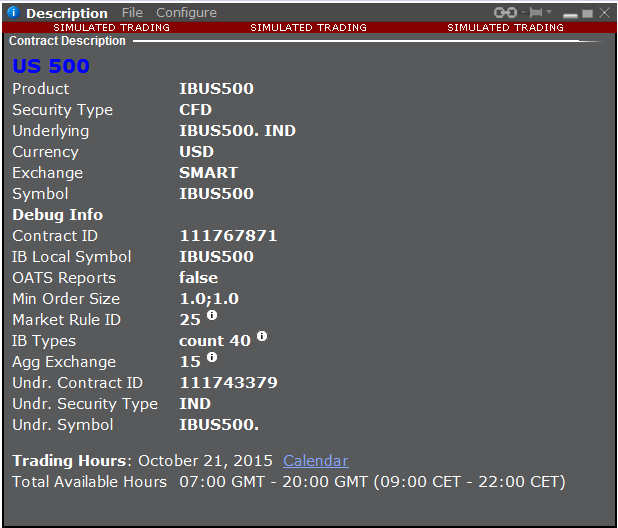 Description File Configure
SIMULATED TRADING SIMULATED TRADING SIMULATED TRADING
Contract Description
US 500
Product IBUS500
Security Type CFD
Underlying IBUS500. IND
Currency USD
Exchange SMART
Symbol IBUS500
Debug Info
Contract ID 111767871
IB Local Symbol IBUS500
OATS Reports false
Min Order Size 1.0;1.0
Market Rule ID 25
IB Types count 40
Agg Exchange 15
Undr. Contract ID 111743379
Undr. Security Type IND
Undr. Symbol IBUS500.
Trading Hours: October 21, 2015 Calendar
Total Available Hours 07:00 GMT - 20:00 GMT (09:00 CET - 22:00 CET)